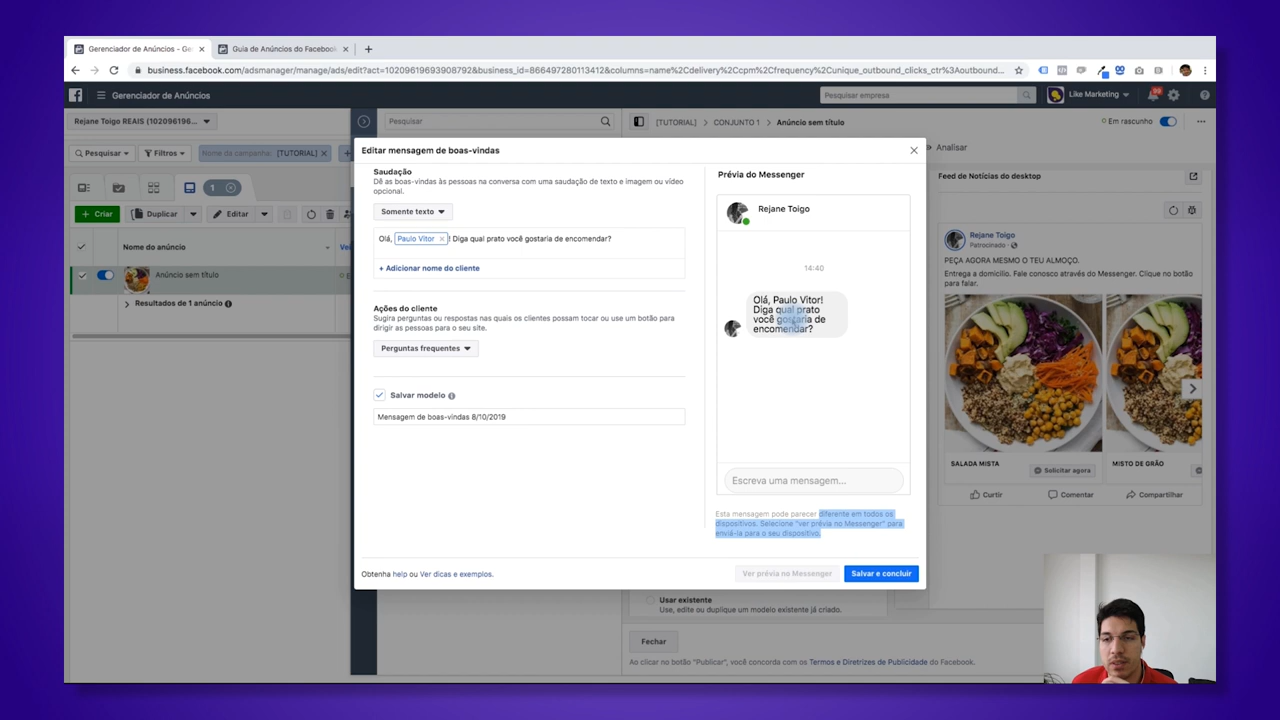 Gerenciador de Anúncios - Ge
Guia de Anúncios do Facebook
business.facebook.com/adsmanager/manage/ads/edit?act=10209619693908792&business_id=866497280113412&columns=name%2Cdelivery%2Ccpm%2Cfrequency%2Cunique_outbound_clicks_ctr%3Aoutbound...
Gerenciador de Anúncios
Pesquisar empresa
Like Marketing
99
Rejane Toigo REAIS (102096196...
Pesquisar
[TUTORIAL] > CONJUNTO 1 > Anúncio sem título
Em rascunho
Pesquisar
Filtros
Nome da campanha: [TUTORIAL]
Analisar
1
Criar
Duplicar
Editar
Nome do anúncio
Anúncio sem título
Resultados de 1 anúncio
Editar mensagem de boas-vindas
Saudação
Dê as boas-vindas às pessoas na conversa com uma saudação de texto e imagem ou vídeo
opcional.
Somente texto
Olá, Paulo Vitor ! Diga qual prato você gostaria de encomendar?
+ Adicionar nome do cliente
Ações do cliente
Sugira perguntas ou respostas nas quais os clientes possam tocar ou use um botão para
dirigir as pessoas para o seu site.
Perguntas frequentes
Salvar modelo
Mensagem de boas-vindas 8/10/2019
Obtenha help ou Ver dicas e exemplos.
Prévia do Messenger
Rejane Toigo
14:40
Olá, Paulo Vitor!
Diga qual prato
você gostaria de
encomendar?
Escreva uma mensagem...
Esta mensagem pode parecer diferente em todos os
dispositivos. Selecione "ver prévia no Messenger" para
enviá-la para o seu dispositivo.
Ver prévia no Messenger
Salvar e concluir
Feed de Notícias do desktop
Rejane Toigo
Patrocinado
PEÇA AGORA MESMO O TEU ALMOÇO.
Entrega a domicílio. Fale conosco através do Messenger. Clique no botão
para falar.
SALADA MISTA
Solicitar agora
MISTO DE GRÃO
Curtir
Comentar
Compartilhar
Usar existente
Use, edite ou duplique um modelo existente já criado.
Fechar
Ao clicar no botão "Publicar", você concorda com os Termos e Diretrizes de Publicidade do Facebook.